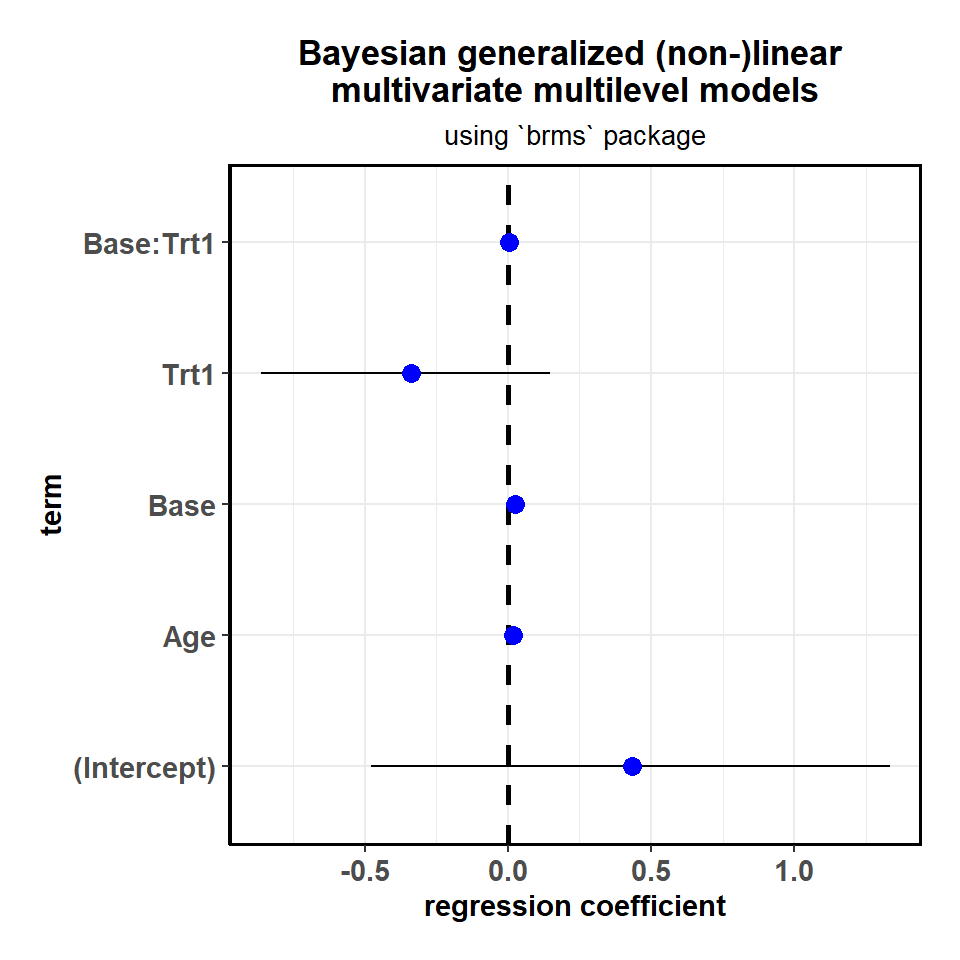 Bayesian generalized (non-)linear
multivariate multilevel models
using `brms` package
Base:Trt1
Trt1
Base
Age
(Intercept)
term
-0.5 0.0 0.5 1.0
regression coefficient